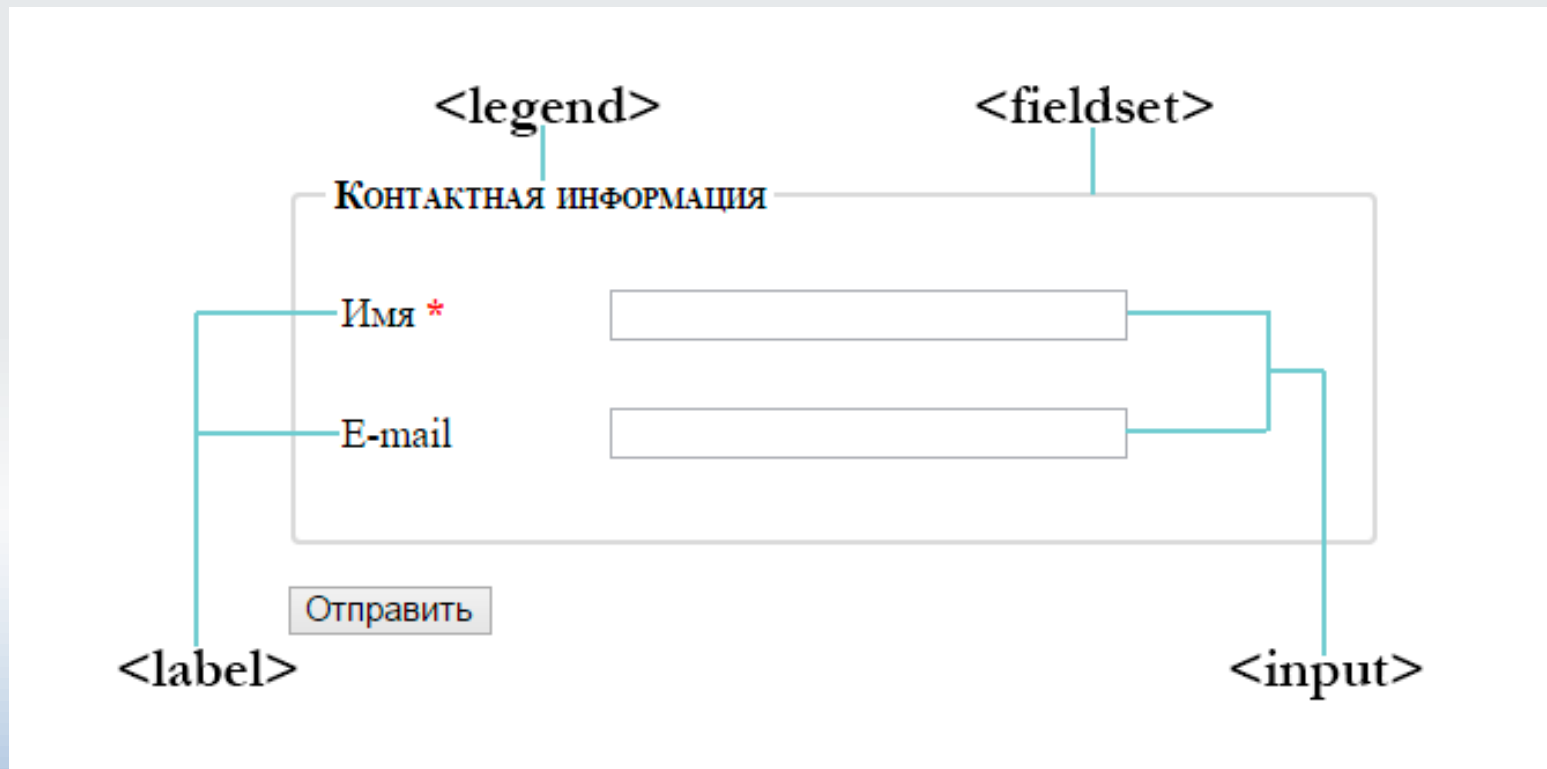 <legend> <fieldset>
Контактная информация
Имя *
E-mail
Отправить
<label> <input>